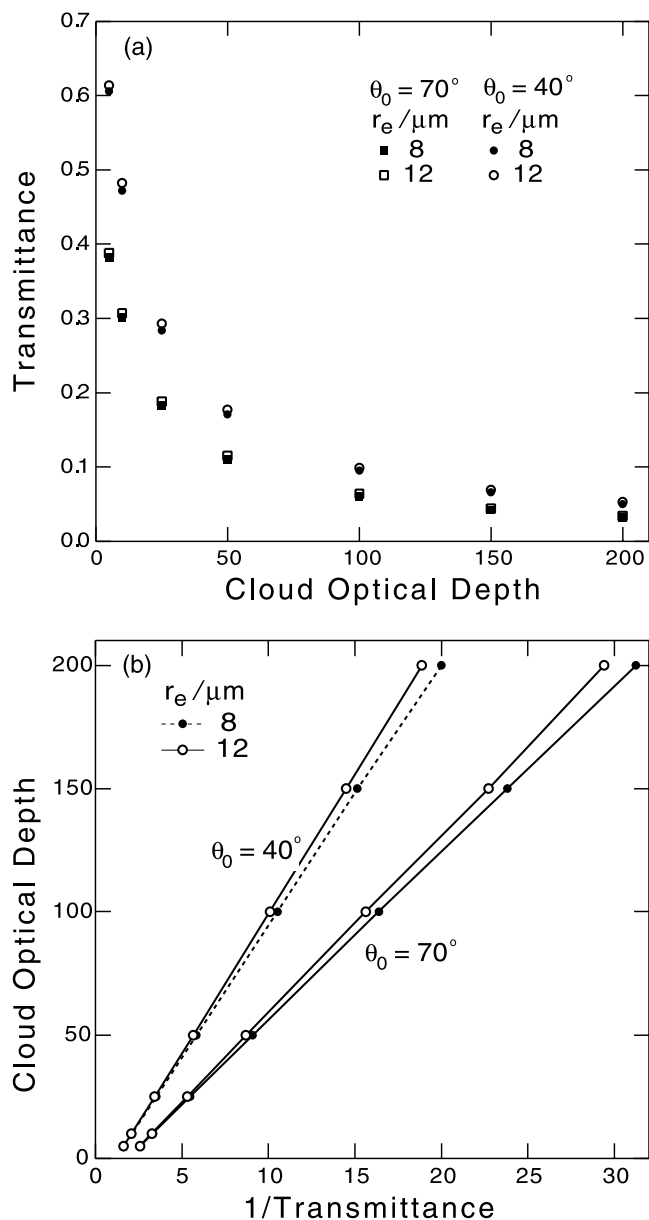 (a)
0.7
0.6
0.5
0.4
0.3
0.2
0.1
0.0
Transmittance
θ0 = 70° θ0 = 40°
re /μm re /μm
8 8
12 12
0 50 100 150 200
Cloud Optical Depth
(b)
200
150
100
50
0
Cloud Optical Depth
re /μm
8
12
θ0 = 40°
θ0 = 70°
0 5 10 15 20 25 30
1/Transmittance